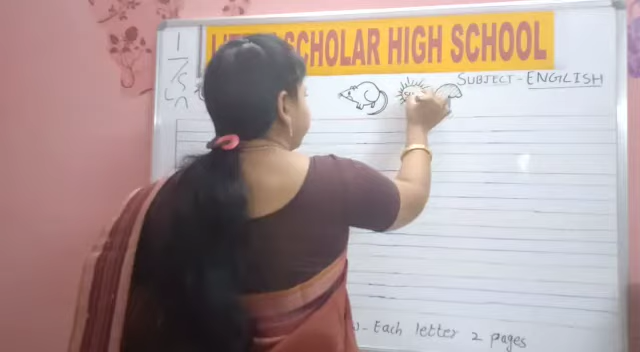 SCHOLAR HIGH SCHOOL
SUBJECT - ENGLISH
Each letter 2 pages